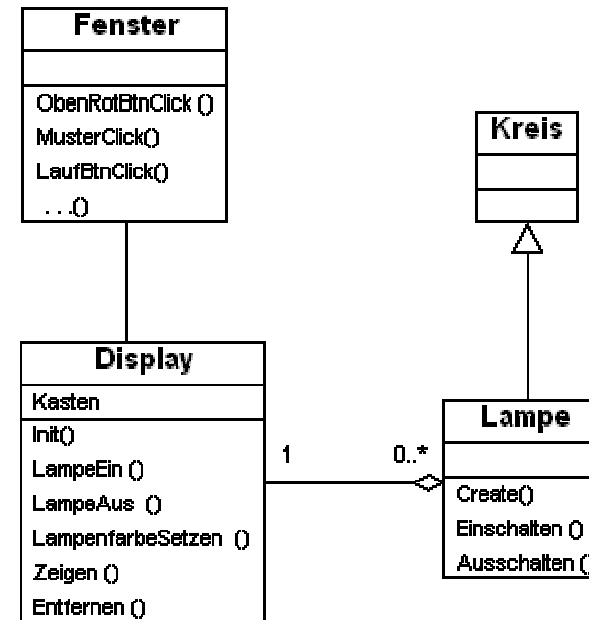 Fenster
ObenRotBtnClick ()
MusterClick()
LaufBtnClick()
. . .()
Kreis
Display
Kasten
Init()
LampeEin ()
LampeAus ()
LampenfarbeSetzen ()
Zeigen ()
Entfernen ()
1
0..*
Lampe
Create()
Einschalten ()
Ausschalten ()